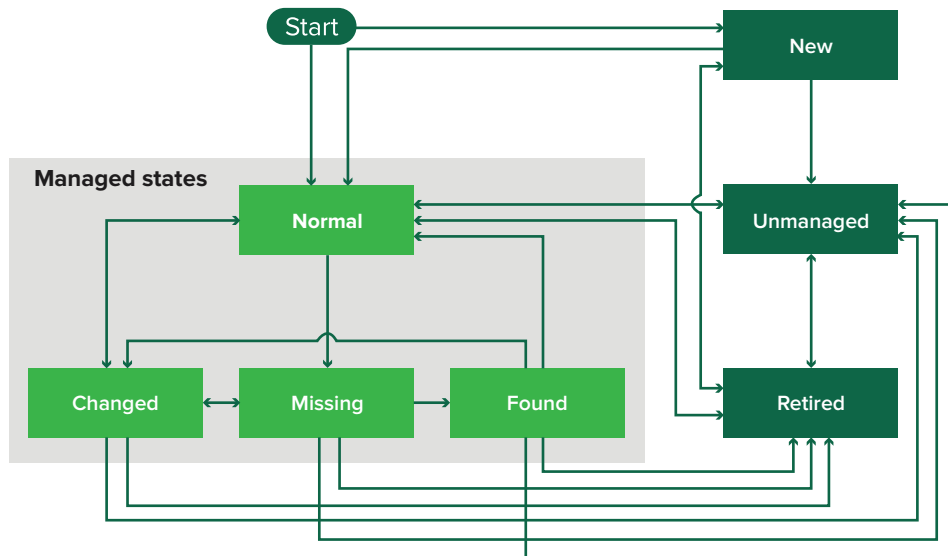 Start
New
Managed states
Normal
Unmanaged
Changed
Missing
Found
Retired